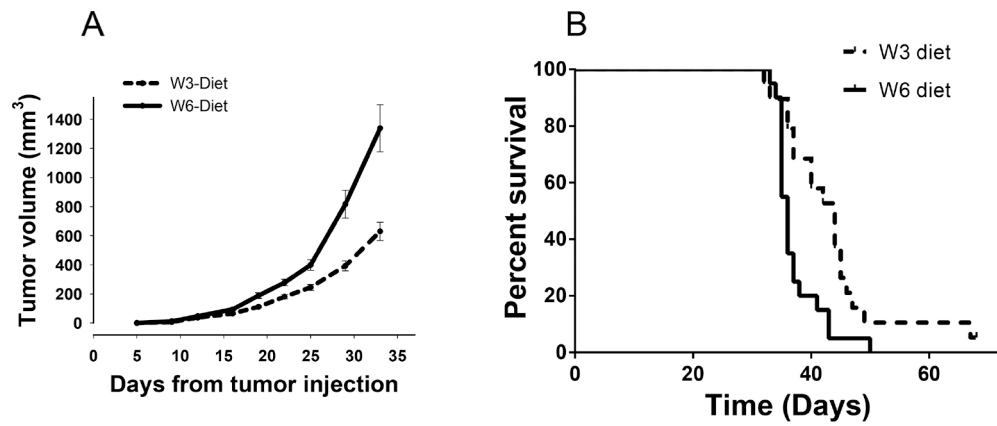 A
W3-Diet
W6-Diet
Tumor volume (mm³)
1400
1200
1000
800
600
400
200
0
0 5 10 15 20 25 30 35
Days from tumor injection
B
W3 diet
W6 diet
Percent survival
100
80
60
40
20
0
0 20 40 60
Time (Days)